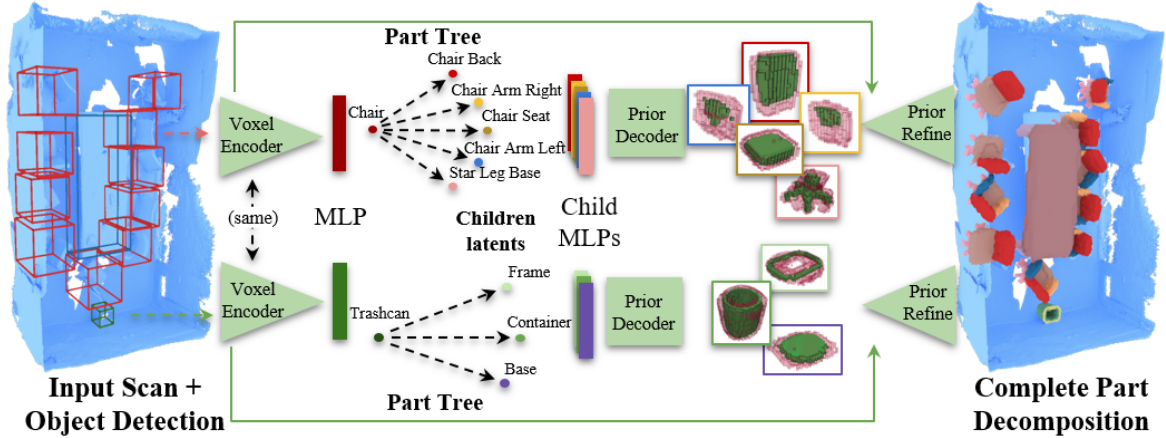 Part Tree
Chair Back
Chair Arm Right
Chair
Chair Seat
Chair Arm Left
Star Leg Base
Voxel
Encoder
MLP
Children
latents
Child
MLPs
Prior
Decoder
Prior
Refine
(same)
Voxel
Encoder
Frame
Trashcan
Container
Base
Part Tree
Prior
Decoder
Prior
Refine
Input Scan +
Object Detection
Complete Part
Decomposition